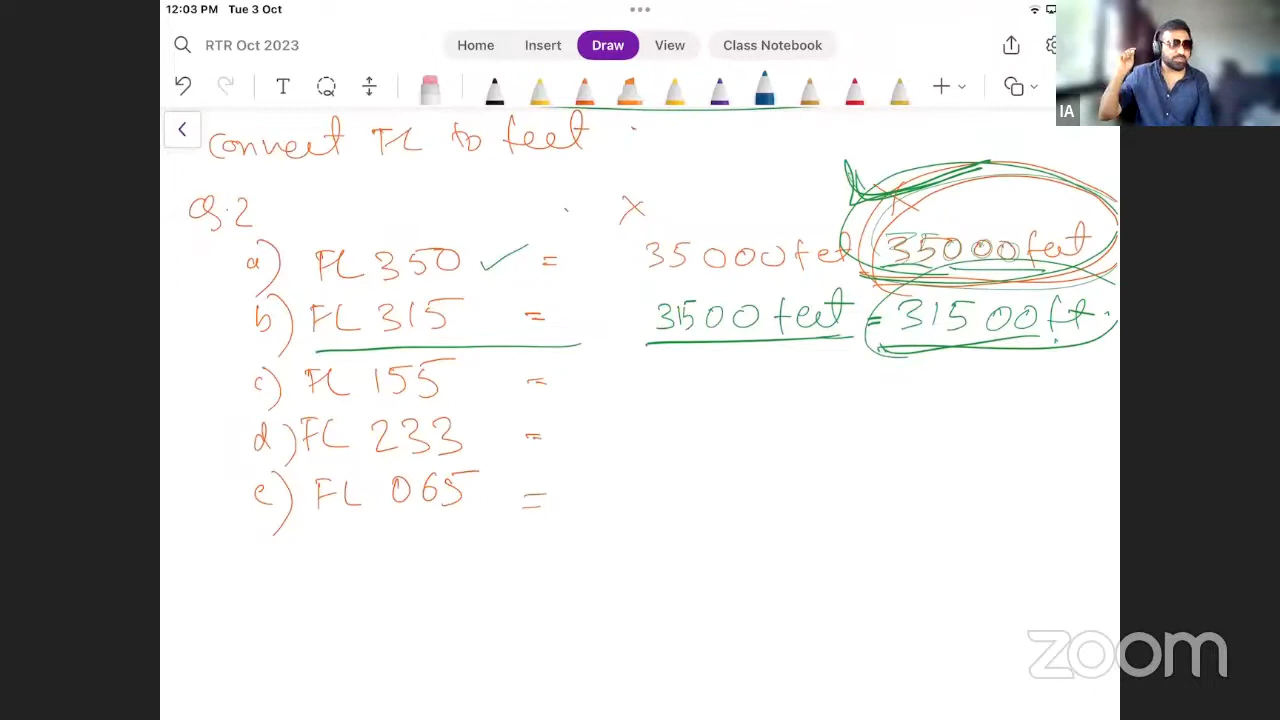 12:03 PM Tue 3 Oct
RTR Oct 2023
Home Insert Draw View Class Notebook
IA
convert FL to feet
Q.2 X X
a) FL 350 ✓ = 35000 feet = 35000 feet
b) FL 315 = 31500 feet = 31500 ft.
c) FL 155 =
d) FL 233 =
e) FL 065 =
zoom